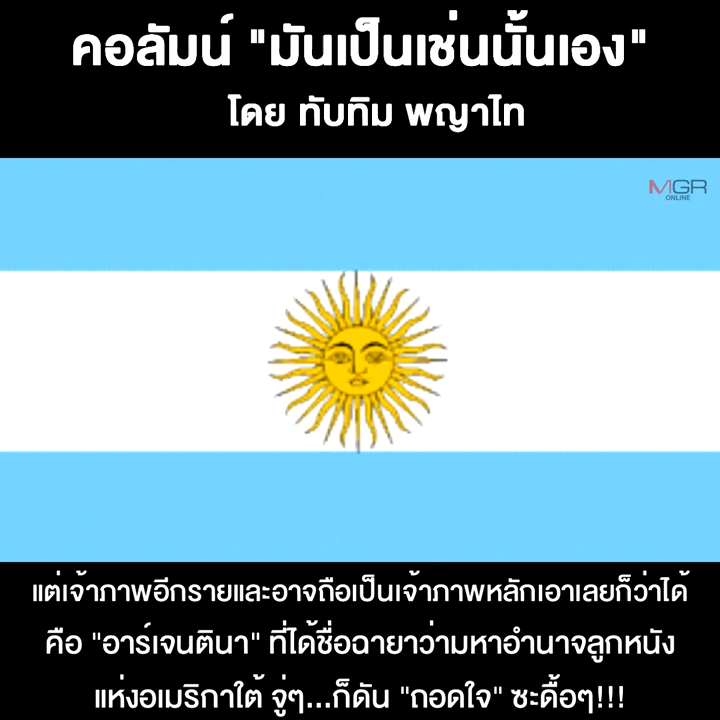 คอลัมน์ "มันเป็นเช่นนั้นเอง"
โดย ทับทิม พญาไท
MGR
ONLINE
แต่เจ้าภาพอีกรายและอาจถือเป็นเจ้าภาพหลักเอาเลยก็ว่าได้
คือ "อาร์เจนตินา" ที่ได้ชื่อฉายาว่ามหาอำนาจลูกหนัง
แห่งอเมริกาใต้ จู่ๆ...ก็ดัน "ถอดใจ" ซะดื้อๆ!!!